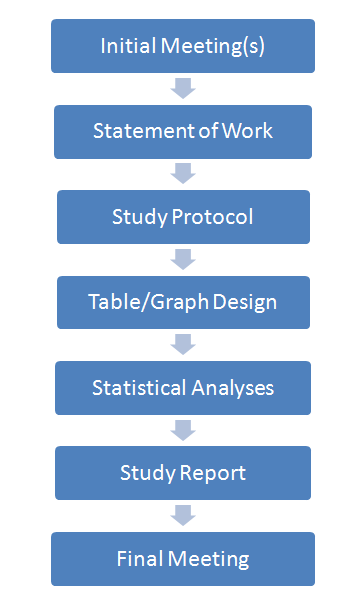 Initial Meeting(s)
Statement of Work
Study Protocol
Table/Graph Design
Statistical Analyses
Study Report
Final Meeting